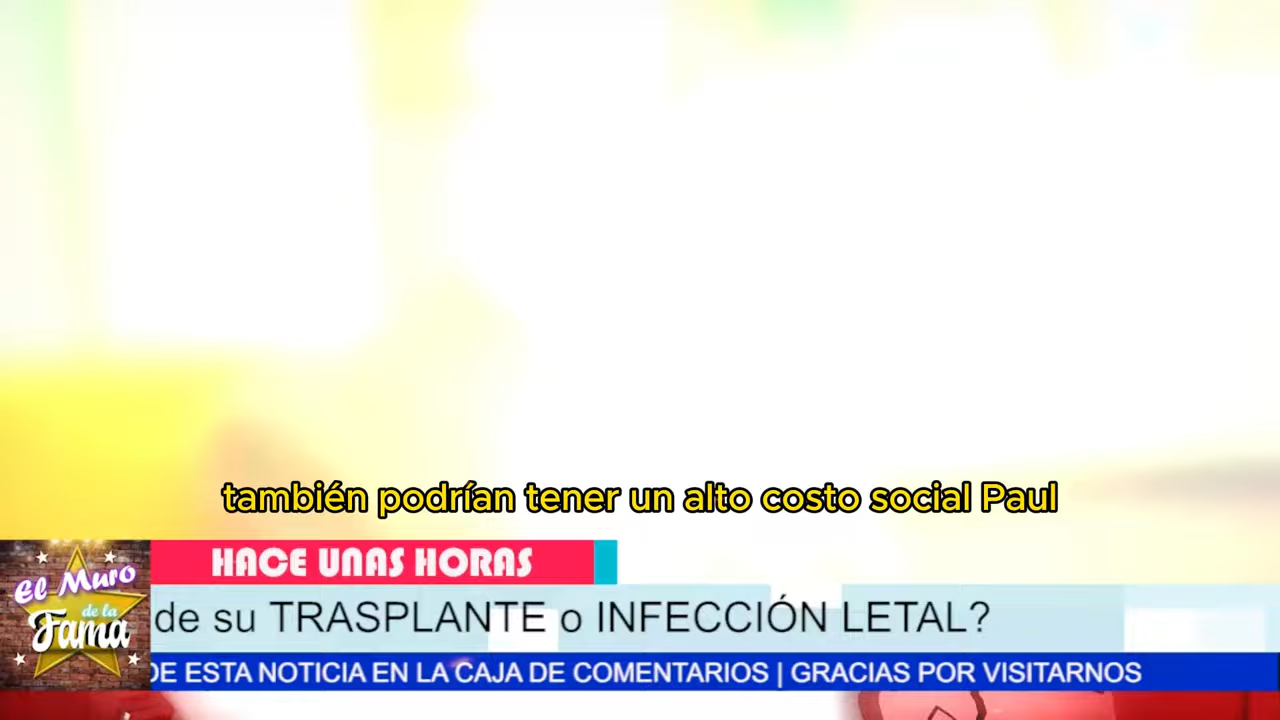 también podrían tener un alto costo social Paul
HACE UNAS HORAS
El Muro
de la
Fama
de su TRASPLANTE o INFECCIÓN LETAL?
DE ESTA NOTICIA EN LA CAJA DE COMENTARIOS | GRACIAS POR VISITARNOS